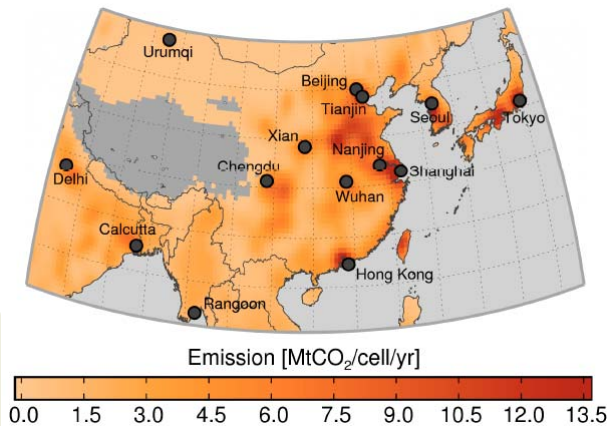 Urumqi
Beijing
Tianjin
Seoul
Tokyo
Xian
Nanjing
Chengdu
Shanghai
Delhi
Wuhan
Calcutta
Hong Kong
Rangoon
Emission [MtCO₂/cell/yr]
0.0 1.5 3.0 4.5 6.0 7.5 9.0 10.5 12.0 13.5